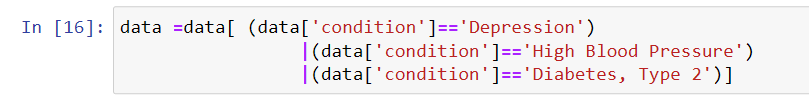 In [16]: data =data[ (data['condition']=='Depression')
|(data['condition']=='High Blood Pressure')
|(data['condition']=='Diabetes, Type 2')]